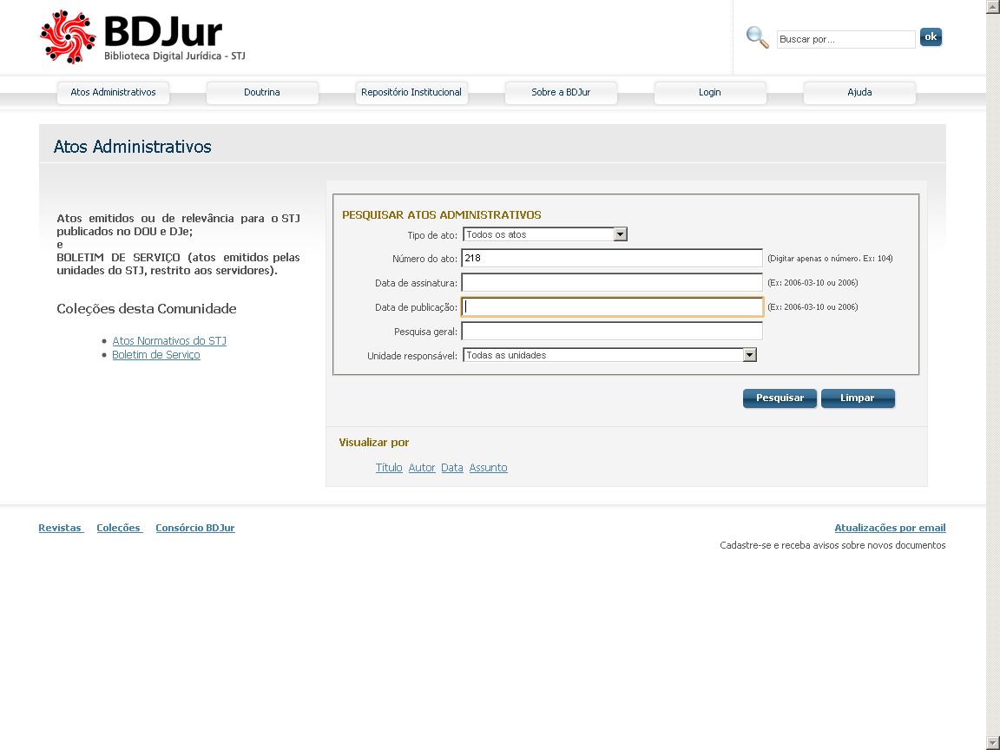 BDJur
Biblioteca Digital Jurídica - STJ
Buscar por...
ok
Atos Administrativos
Doutrina
Repositório Institucional
Sobre a BDJur
Login
Ajuda
Atos Administrativos
Atos emitidos ou de relevância para o STJ
publicados no DOU e DJe;
e
BOLETIM DE SERVIÇO (atos emitidos pelas
unidades do STJ, restrito aos servidores).
Coleções desta Comunidade
Atos Normativos do STJ
Boletim de Serviço
PESQUISAR ATOS ADMINISTRATIVOS
Tipo de ato: Todos os atos
Número do ato: 218 (Digitar apenas o número. Ex: 104)
Data de assinatura: (Ex: 2006-03-10 ou 2006)
Data de publicação: (Ex: 2006-03-10 ou 2006)
Pesquisa geral:
Unidade responsável: Todas as unidades
Pesquisar Limpar
Visualizar por
Título Autor Data Assunto
Revistas Coleções Consórcio BDJur
Atualizações por email
Cadastre-se e receba avisos sobre novos documentos